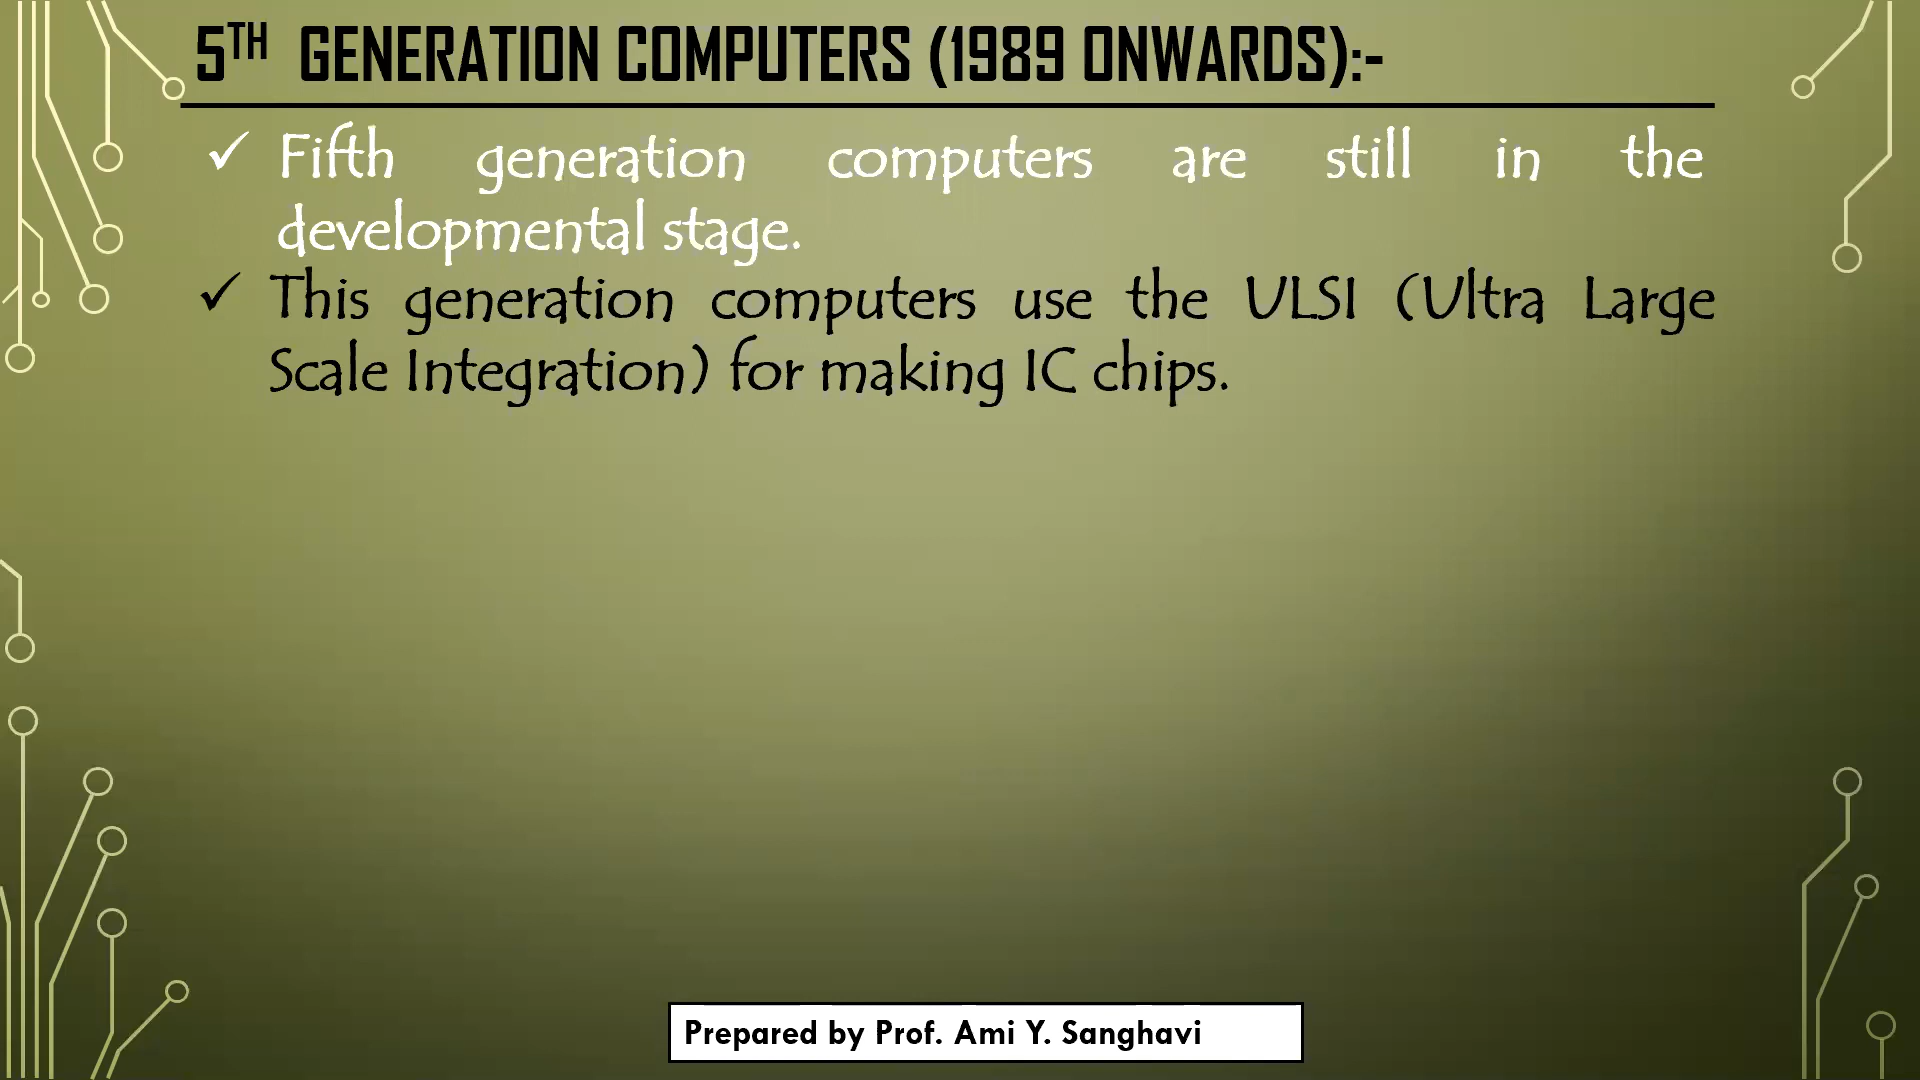 5TH GENERATION COMPUTERS (1989 ONWARDS):-
✓ Fifth generation computers are still in the
developmental stage.
✓ This generation computers use the ULSI (Ultra Large
Scale Integration) for making IC chips.
Prepared by Prof. Ami Y. Sanghavi